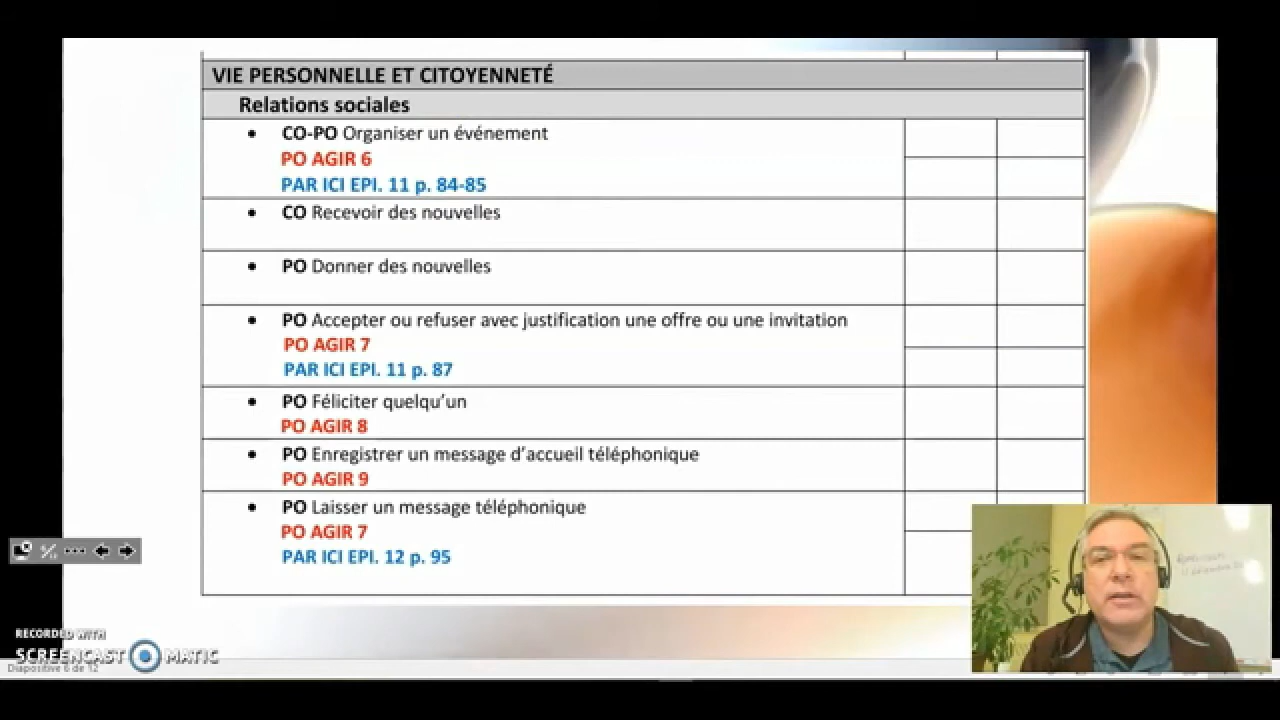 VIE PERSONNELLE ET CITOYENNETÉ
Relations sociales
• CO-PO Organiser un événement
PO AGIR 6
PAR ICI EPI. 11 p. 84-85
• CO Recevoir des nouvelles
• PO Donner des nouvelles
• PO Accepter ou refuser avec justification une offre ou une invitation
PO AGIR 7
PAR ICI EPI. 11 p. 87
• PO Féliciter quelqu'un
PO AGIR 8
• PO Enregistrer un message d'accueil téléphonique
PO AGIR 9
• PO Laisser un message téléphonique
PO AGIR 7
PAR ICI EPI. 12 p. 95
RECORDED WITH
SCREENCAST MATIC
Diapositive 6 de 12